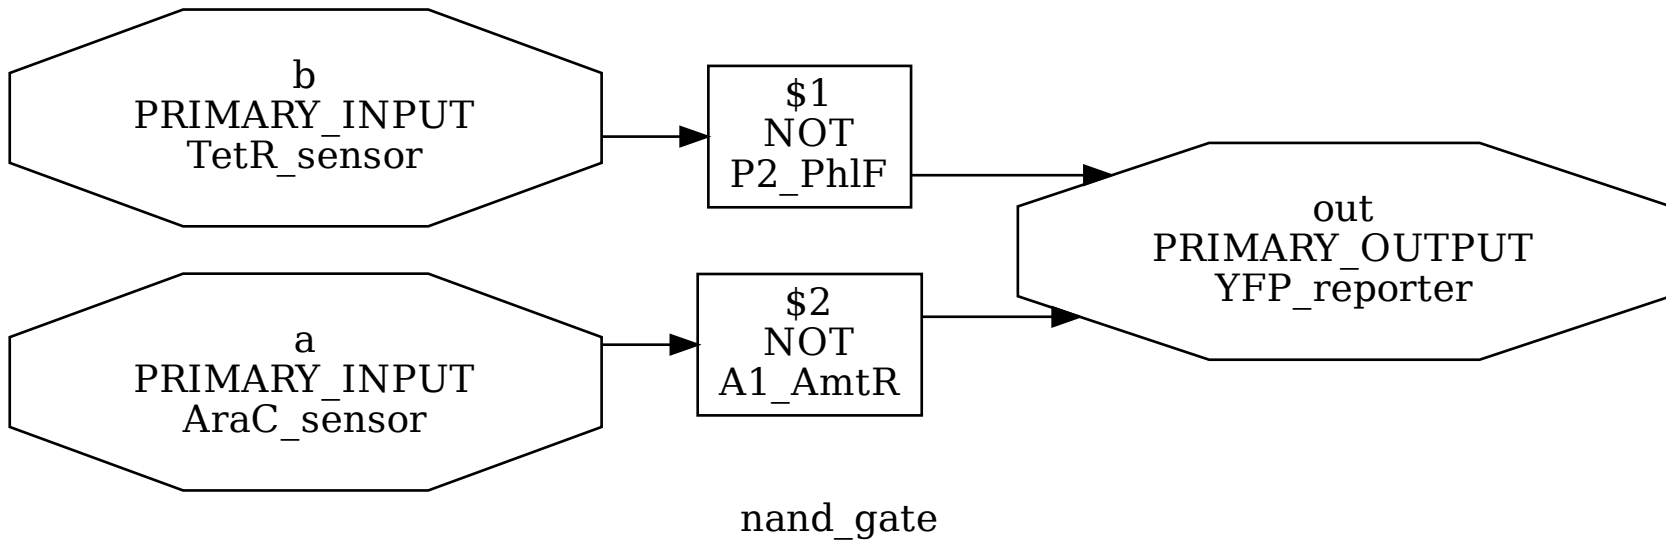 b
PRIMARY_INPUT
TetR_sensor
$1
NOT
P2_PhlF
a
PRIMARY_INPUT
AraC_sensor
$2
NOT
A1_AmtR
out
PRIMARY_OUTPUT
YFP_reporter
nand_gate